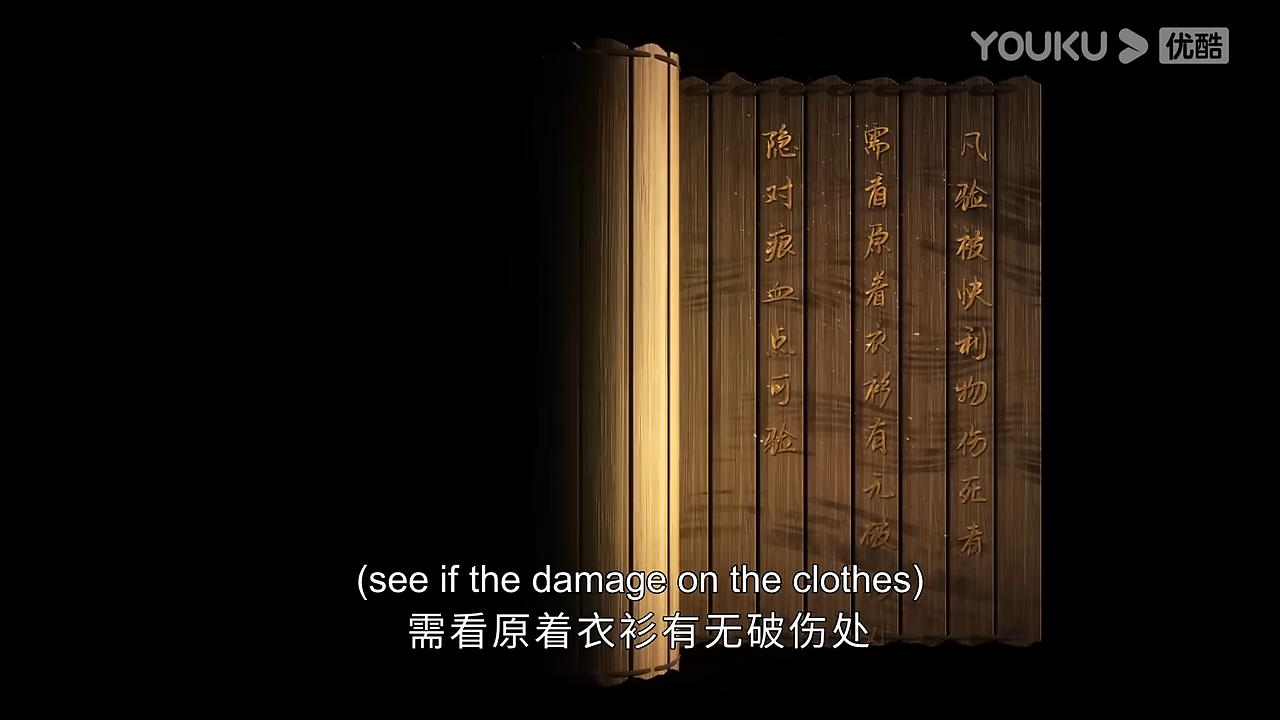 YOUKU 优酷
凡验被快利物伤死者
需看原着衣衫有无破
隐对痕血点可验
(see if the damage on the clothes)
需看原着衣衫有无破伤处